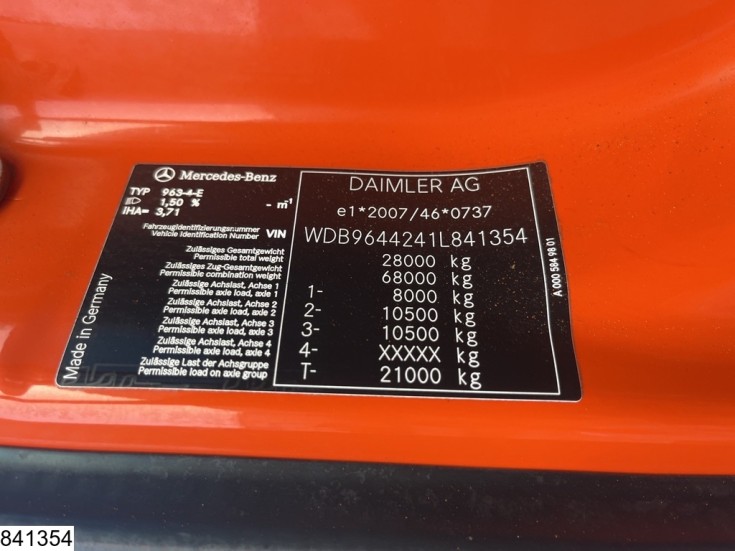 Mercedes-Benz
TYP 963-4-E
1,50 % - m-1
IHA= 3,71
Fahrzeugidentifizierungsnummer
Vehicle Identification Number VIN
Zulässiges Gesamtgewicht
Permissible total weight
Zulässiges Zug-Gesamtgewicht
Permissible combination weight
Zulässige Achslast, Achse 1
Permissible axle load, axle 1
Zulässige Achslast, Achse 2
Permissible axle load, axle 2
Zulässige Achslast, Achse 3
Permissible axle load, axle 3
Zulässige Achslast, Achse 4
Permissible axle load, axle 4
Zulässige Last der Achsgruppe
Permissible load on axle group
Made in Germany
DAIMLER AG
e1*2007/46*0737
WDB9644241L841354
28000 kg
68000 kg
1- 8000 kg
2- 10500 kg
3- 10500 kg
4- XXXXX kg
T- 21000 kg
A 000 584 98 01
841354